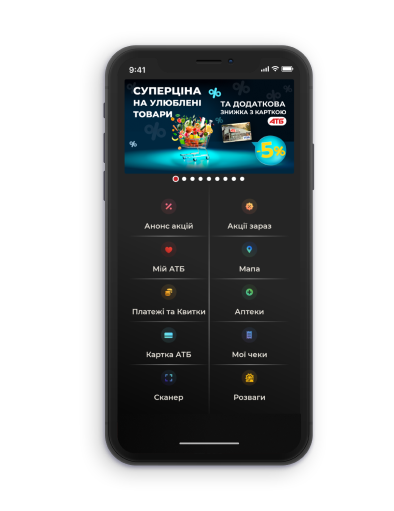 9:41
СУПЕРЦІНА
НА УЛЮБЛЕНІ
ТОВАРИ
ТА ДОДАТКОВА
ЗНИЖКА З КАРТКОЮ
АТБ
-5%
Анонс акцій
Акції зараз
Мій АТБ
Мапа
Платежі та Квитки
Аптеки
Картка АТБ
Мої чеки
Сканер
Розваги